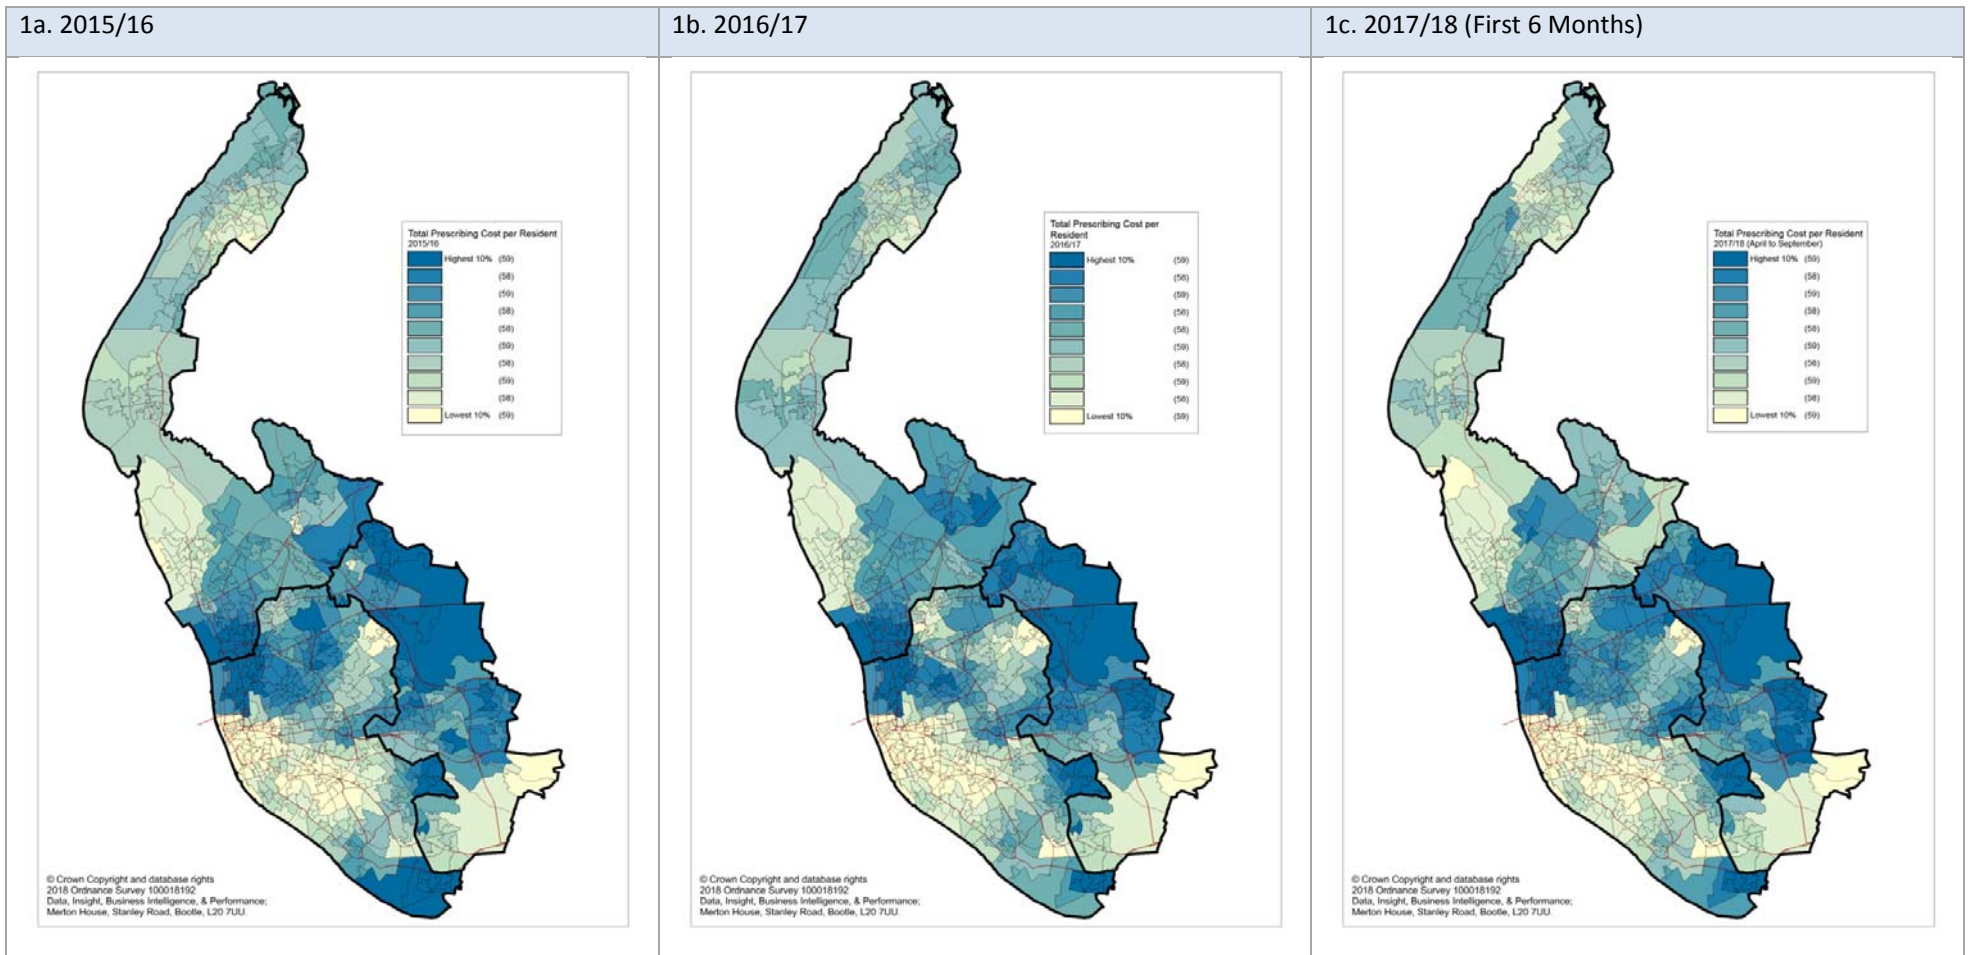 1a. 2015/16
1b. 2016/17
1c. 2017/18 (First 6 Months)
Total Prescribing Cost per Resident
2015/16
Highest 10% (59)
(58)
(59)
(58)
(58)
(59)
(58)
(59)
(58)
Lowest 10% (59)
© Crown Copyright and database rights
2018 Ordnance Survey 100018192
Data, Insight, Business Intelligence, & Performance;
Merton House, Stanley Road, Bootle, L20 7UU.
Total Prescribing Cost per
Resident
2016/17
Highest 10% (59)
(58)
(59)
(58)
(58)
(59)
(58)
(59)
(58)
Lowest 10% (59)
© Crown Copyright and database rights
2018 Ordnance Survey 100018192
Data, Insight, Business Intelligence, & Performance;
Merton House, Stanley Road, Bootle, L20 7UU.
Total Prescribing Cost per Resident
2017/18 (April to September)
Highest 10% (59)
(58)
(59)
(58)
(58)
(59)
(58)
(59)
(58)
Lowest 10% (59)
© Crown Copyright and database rights
2018 Ordnance Survey 100018192
Data, Insight, Business Intelligence, & Performance;
Merton House, Stanley Road, Bootle, L20 7UU.